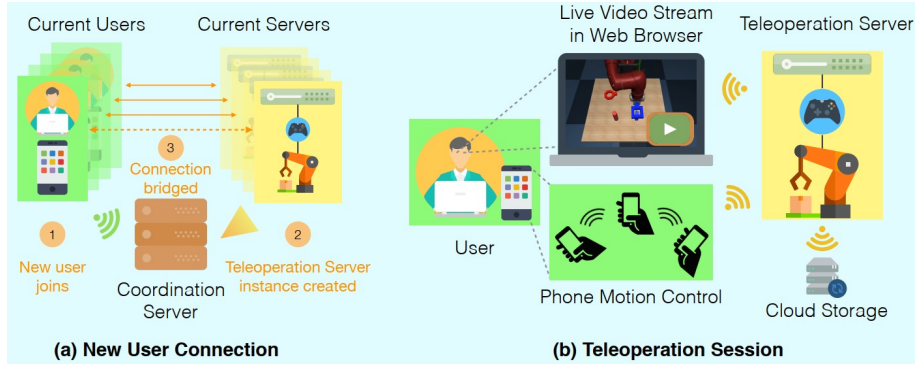 Current Users
Current Servers
3
Connection
bridged
1
New user
joins
Coordination
Server
2
Teleoperation Server
instance created
(a) New User Connection
Live Video Stream
in Web Browser
Teleoperation Server
User
Phone Motion Control
Cloud Storage
(b) Teleoperation Session